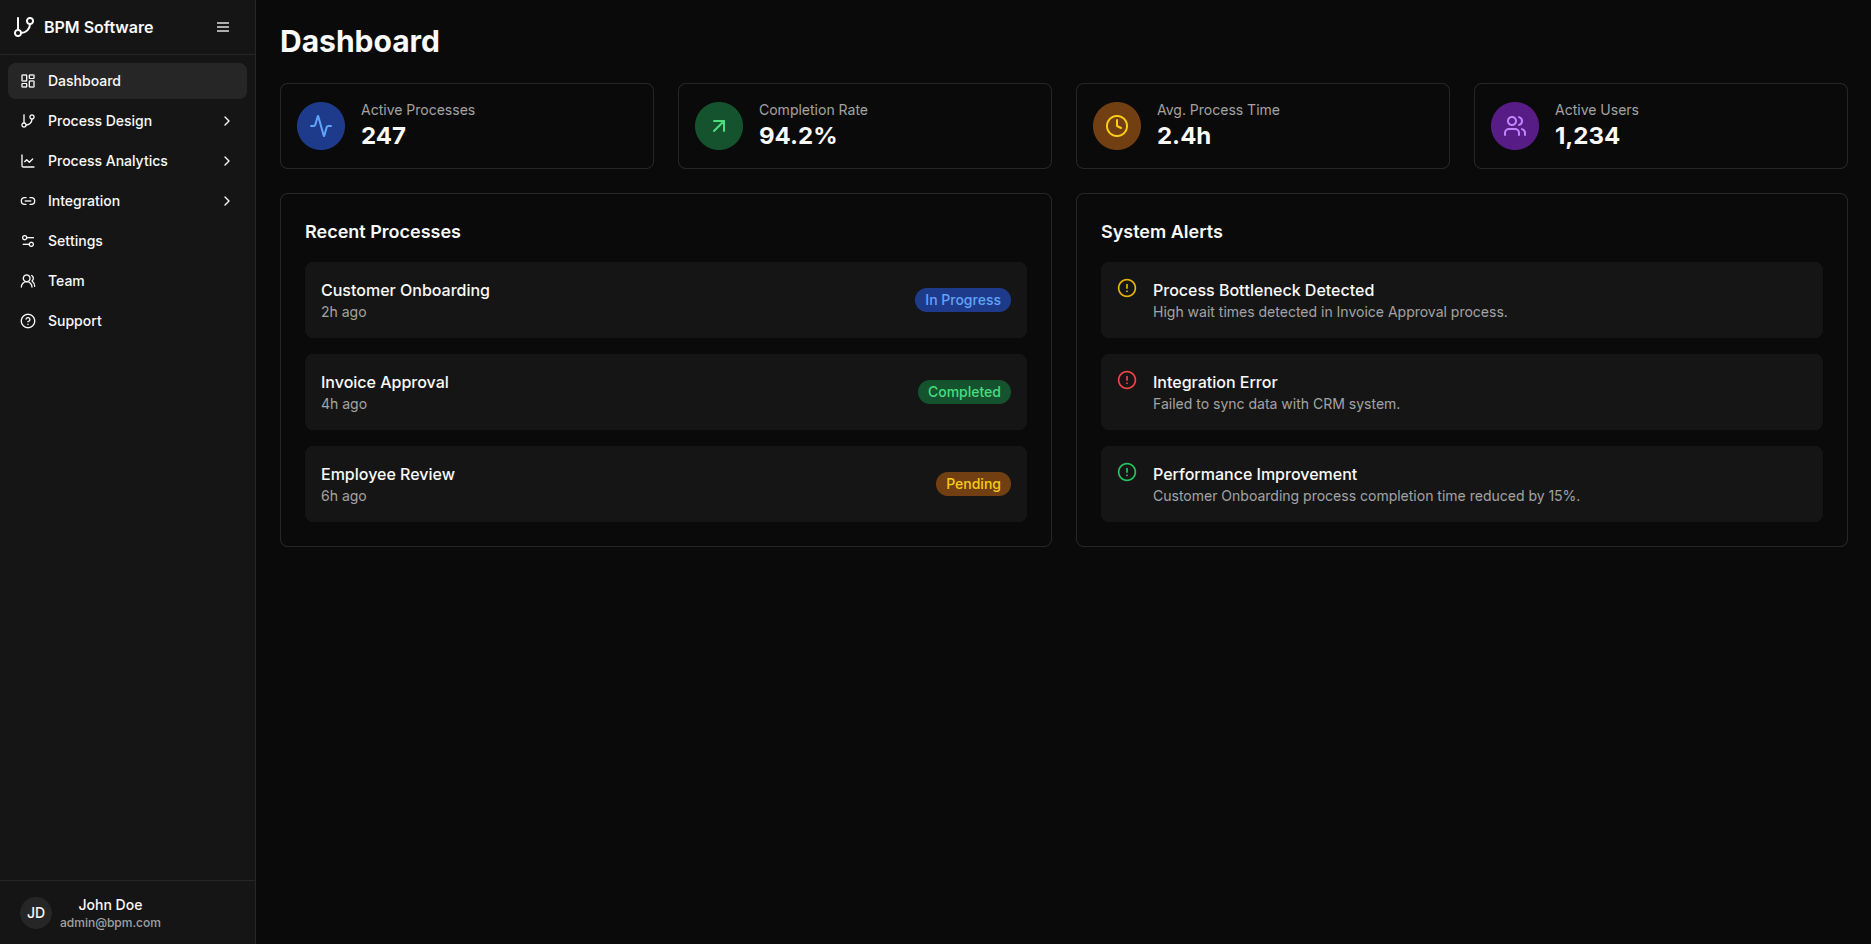 BPM Software
Dashboard
Process Design
Process Analytics
Integration
Settings
Team
Support
JD
John Doe
admin@bpm.com
Dashboard
Active Processes
247
Completion Rate
94.2%
Avg. Process Time
2.4h
Active Users
1,234
Recent Processes
Customer Onboarding
2h ago
In Progress
Invoice Approval
4h ago
Completed
Employee Review
6h ago
Pending
System Alerts
Process Bottleneck Detected
High wait times detected in Invoice Approval process.
Integration Error
Failed to sync data with CRM system.
Performance Improvement
Customer Onboarding process completion time reduced by 15%.